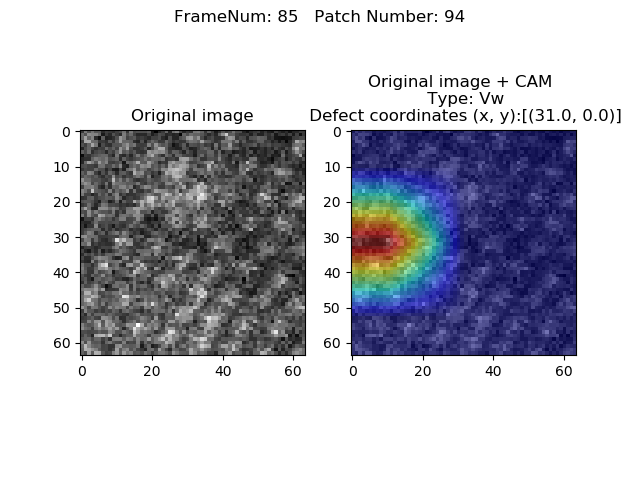 FrameNum: 85   Patch Number: 94
Original image
0
10
20
30
40
50
60
0 20 40 60
Original image + CAM
Type: Vw
Defect coordinates (x, y):[(31.0, 0.0)]
0
10
20
30
40
50
60
0 20 40 60